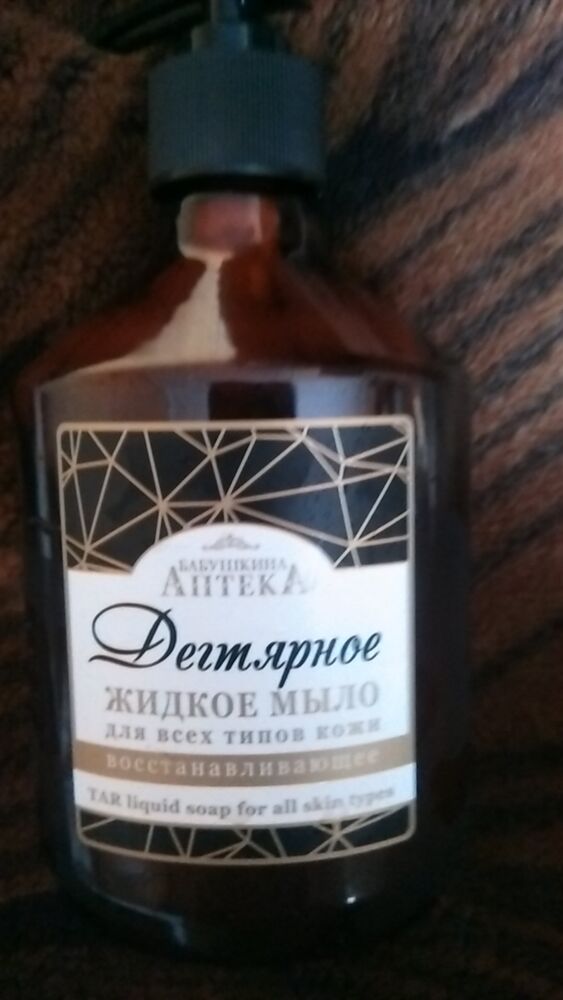 БАБУШКИНА
АПТЕКА
Дегтярное
ЖИДКОЕ МЫЛО
для всех типов кожи
восстанавливающее
TAR liquid soap for all skin types